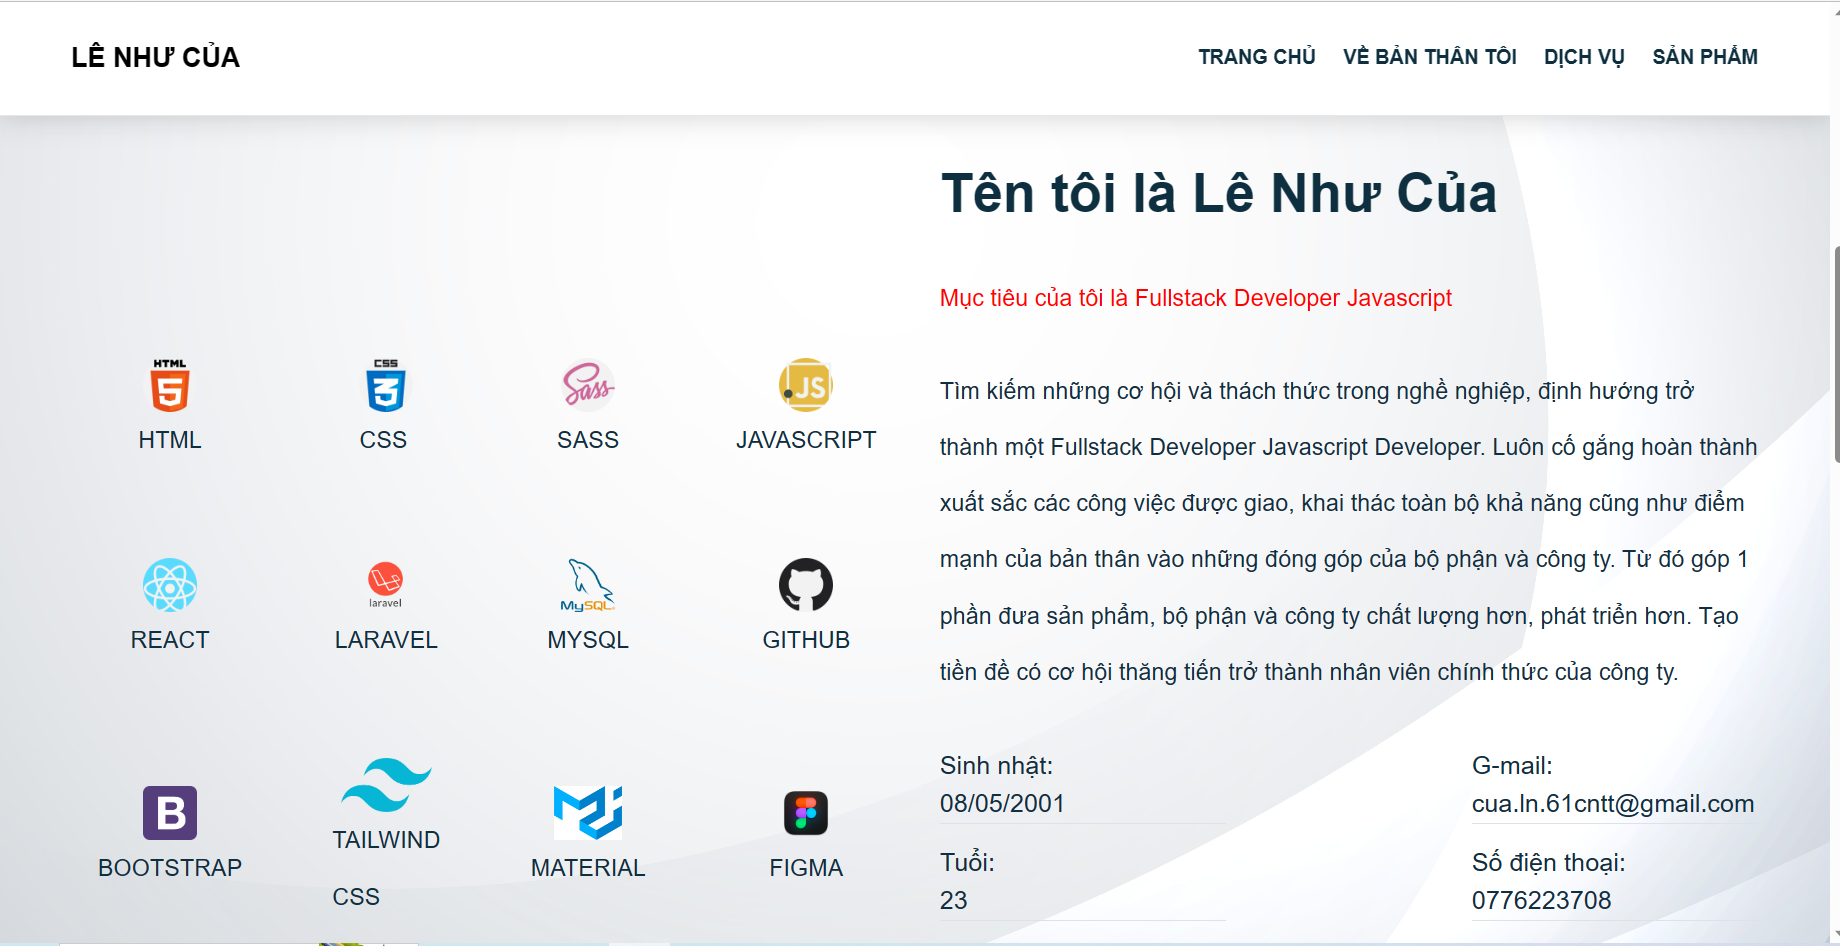 LÊ NHƯ CỦA
TRANG CHỦ VỀ BẢN THÂN TÔI DỊCH VỤ SẢN PHẨM
HTML
5
HTML
CSS
3
CSS
Sass
SASS
JS
JAVASCRIPT
REACT
laravel
LARAVEL
MySQL
MYSQL
GITHUB
B
BOOTSTRAP
TAILWIND
CSS
MATERIAL
FIGMA
Tên tôi là Lê Như Của
Mục tiêu của tôi là Fullstack Developer Javascript
Tìm kiếm những cơ hội và thách thức trong nghề nghiệp, định hướng trở
thành một Fullstack Developer Javascript Developer. Luôn cố gắng hoàn thành
xuất sắc các công việc được giao, khai thác toàn bộ khả năng cũng như điểm
mạnh của bản thân vào những đóng góp của bộ phận và công ty. Từ đó góp 1
phần đưa sản phẩm, bộ phận và công ty chất lượng hơn, phát triển hơn. Tạo
tiền đề có cơ hội thăng tiến trở thành nhân viên chính thức của công ty.
Sinh nhật:
08/05/2001
G-mail:
cua.ln.61cntt@gmail.com
Tuổi:
23
Số điện thoại:
0776223708